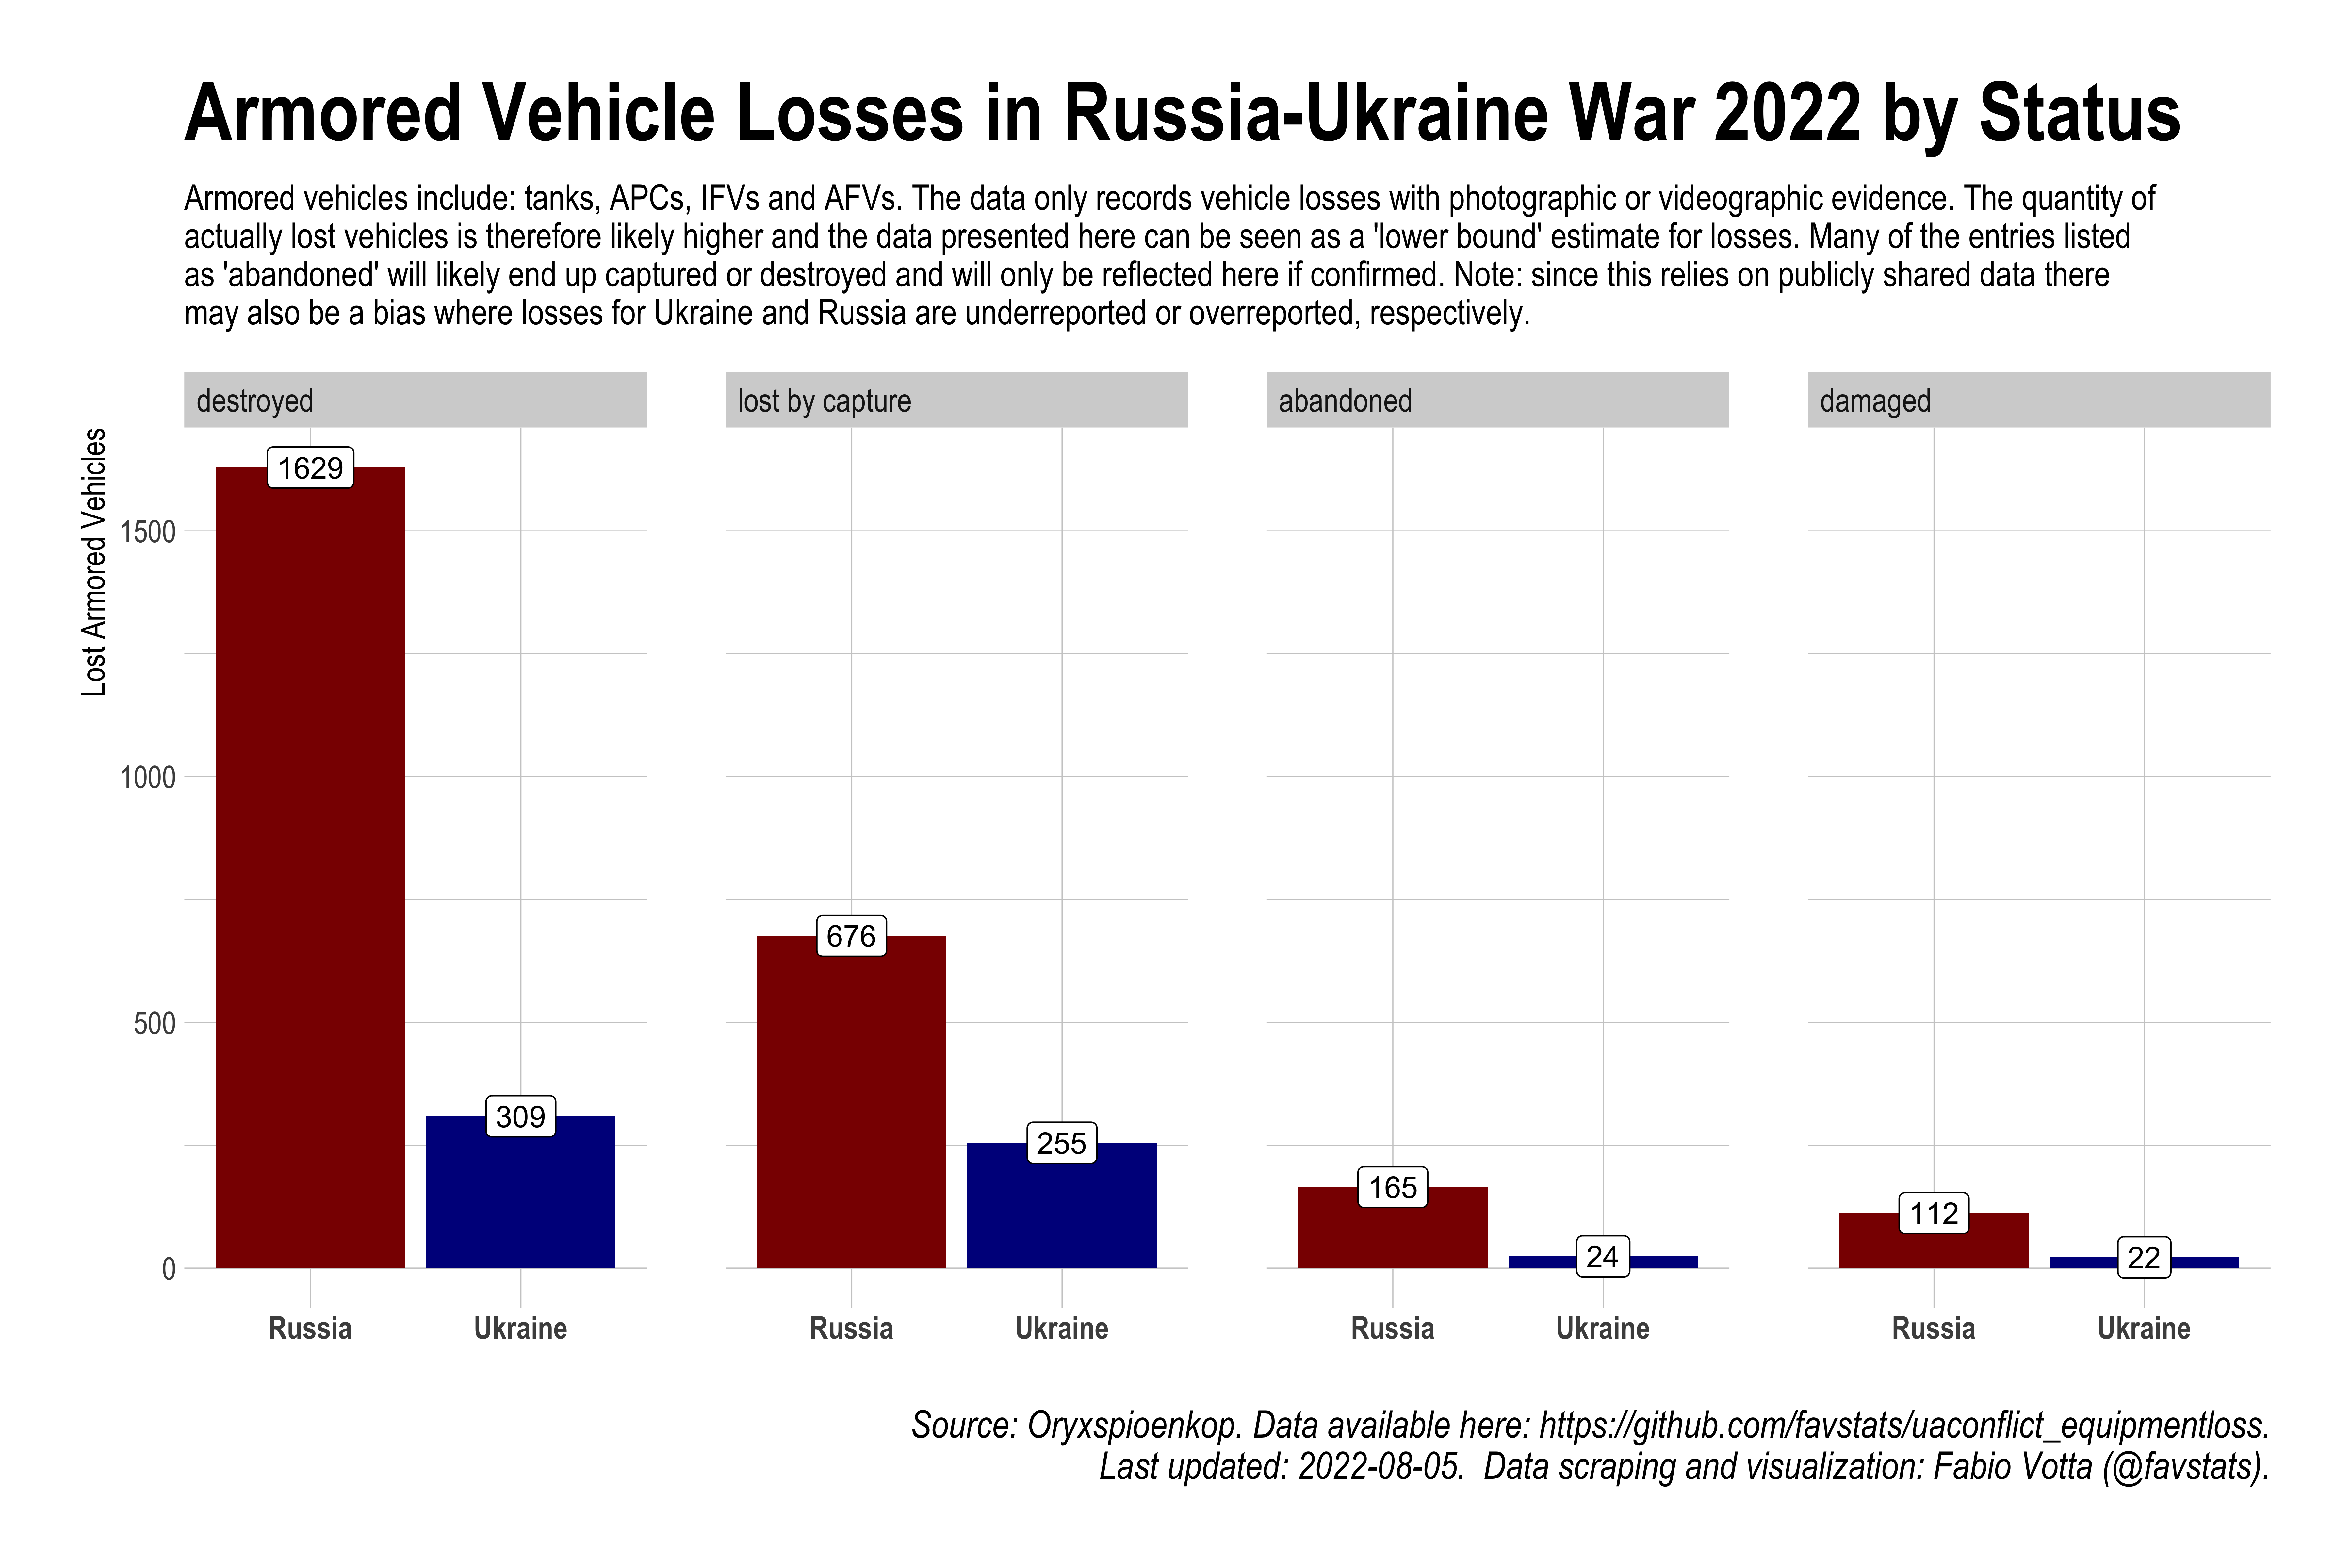 Armored Vehicle Losses in Russia-Ukraine War 2022 by Status
Armored vehicles include: tanks, APCs, IFVs and AFVs. The data only records vehicle losses with photographic or videographic evidence. The quantity of
actually lost vehicles is therefore likely higher and the data presented here can be seen as a 'lower bound' estimate for losses. Many of the entries listed
as 'abandoned' will likely end up captured or destroyed and will only be reflected here if confirmed. Note: since this relies on publicly shared data there
may also be a bias where losses for Ukraine and Russia are underreported or overreported, respectively.
Lost Armored Vehicles
1500
1000
500
0
destroyed
1629
309
Russia
Ukraine
lost by capture
676
255
Russia
Ukraine
abandoned
165
24
Russia
Ukraine
damaged
112
22
Russia
Ukraine
Source: Oryxspioenkop. Data available here: https://github.com/favstats/uaconflict_equipmentloss.
Last updated: 2022-08-05.  Data scraping and visualization: Fabio Votta (@favstats).